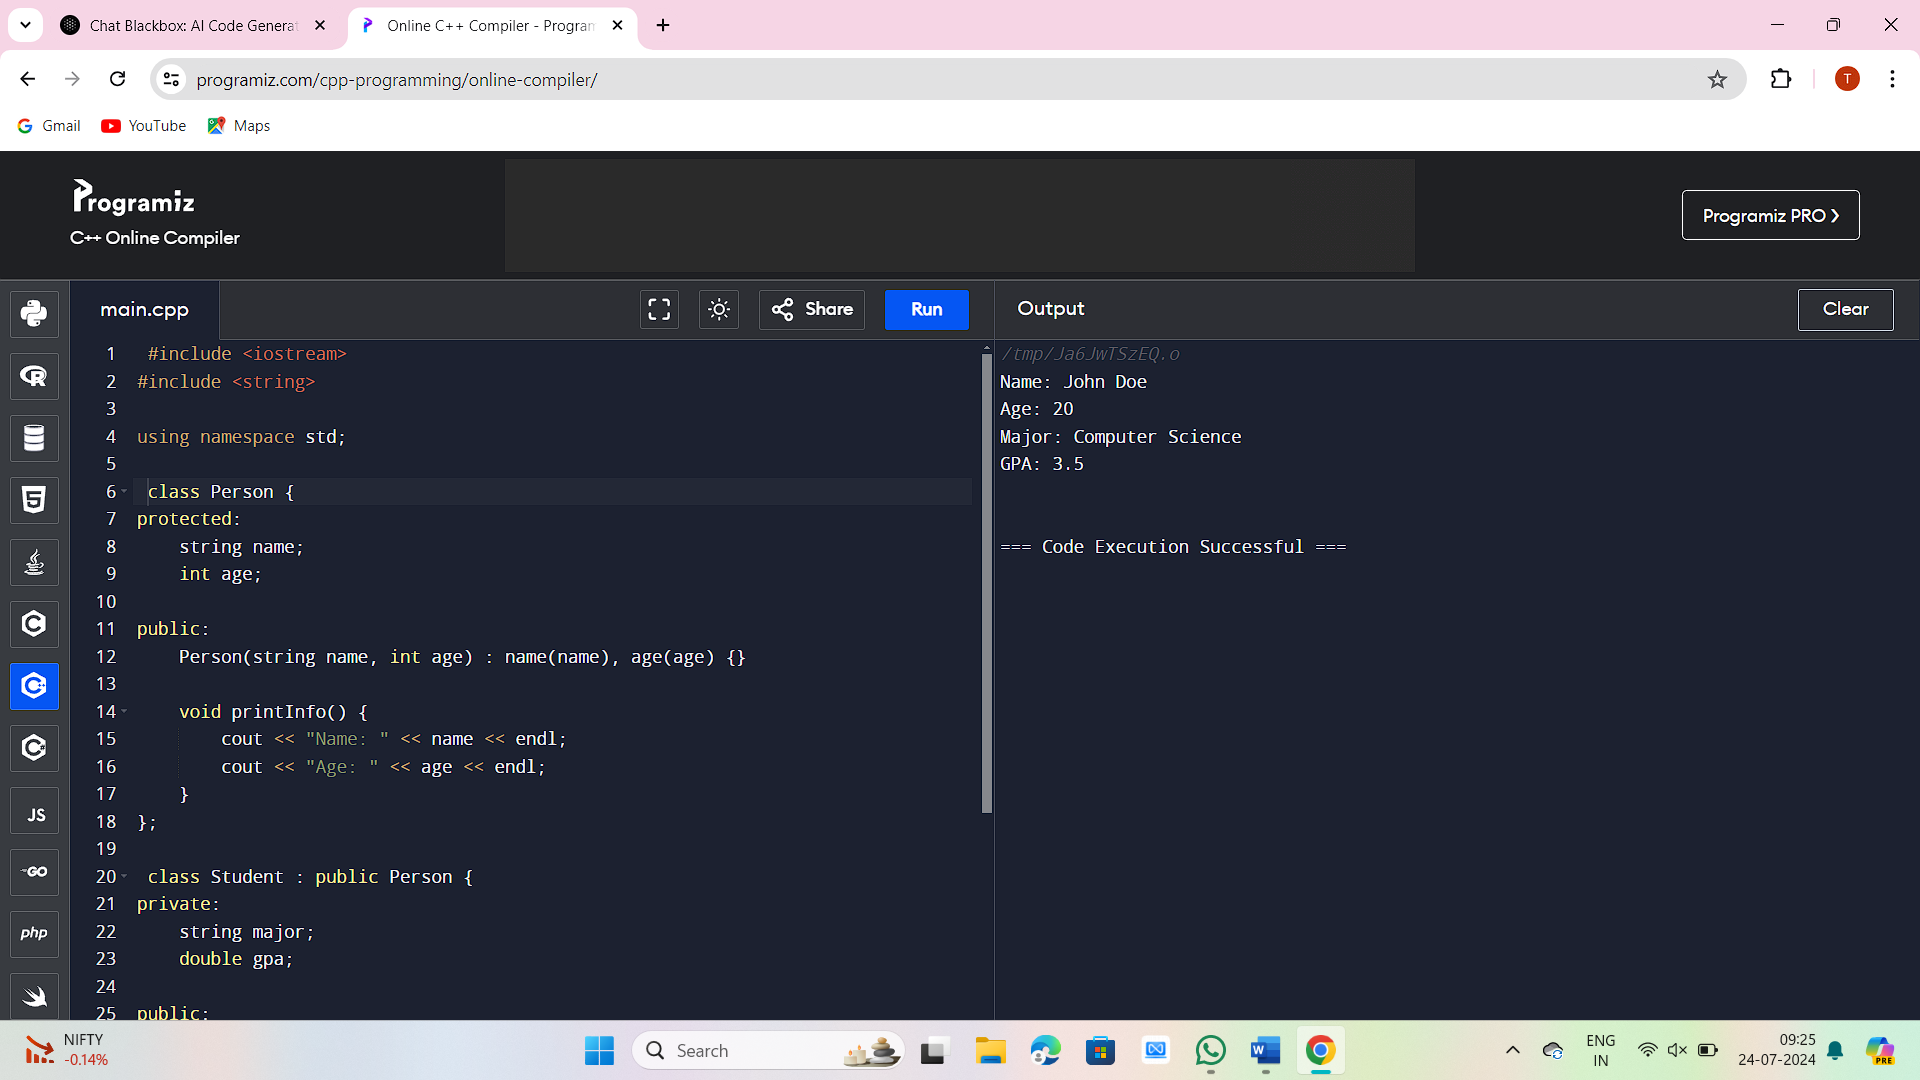 Chat Blackbox: AI Code Generat
Online C++ Compiler - Program
programiz.com/cpp-programming/online-compiler/
T
Gmail
YouTube
Maps
Programiz
C++ Online Compiler
Programiz PRO ❯
main.cpp
Share
Run
Output
Clear
1 #include <iostream>
2 #include <string>
3
4 using namespace std;
5
6 class Person {
7 protected:
8     string name;
9     int age;
10
11 public:
12     Person(string name, int age) : name(name), age(age) {}
13
14     void printInfo() {
15         cout << "Name: " << name << endl;
16         cout << "Age: " << age << endl;
17     }
18 };
19
20 class Student : public Person {
21 private:
22     string major;
23     double gpa;
24
25 public:
/tmp/Ja6JwTSzEQ.o
Name: John Doe
Age: 20
Major: Computer Science
GPA: 3.5
=== Code Execution Successful ===
R
5
C
C++
C#
JS
GO
php
NIFTY
-0.14%
Search
W
ENG
IN
09:25
24-07-2024
PRE